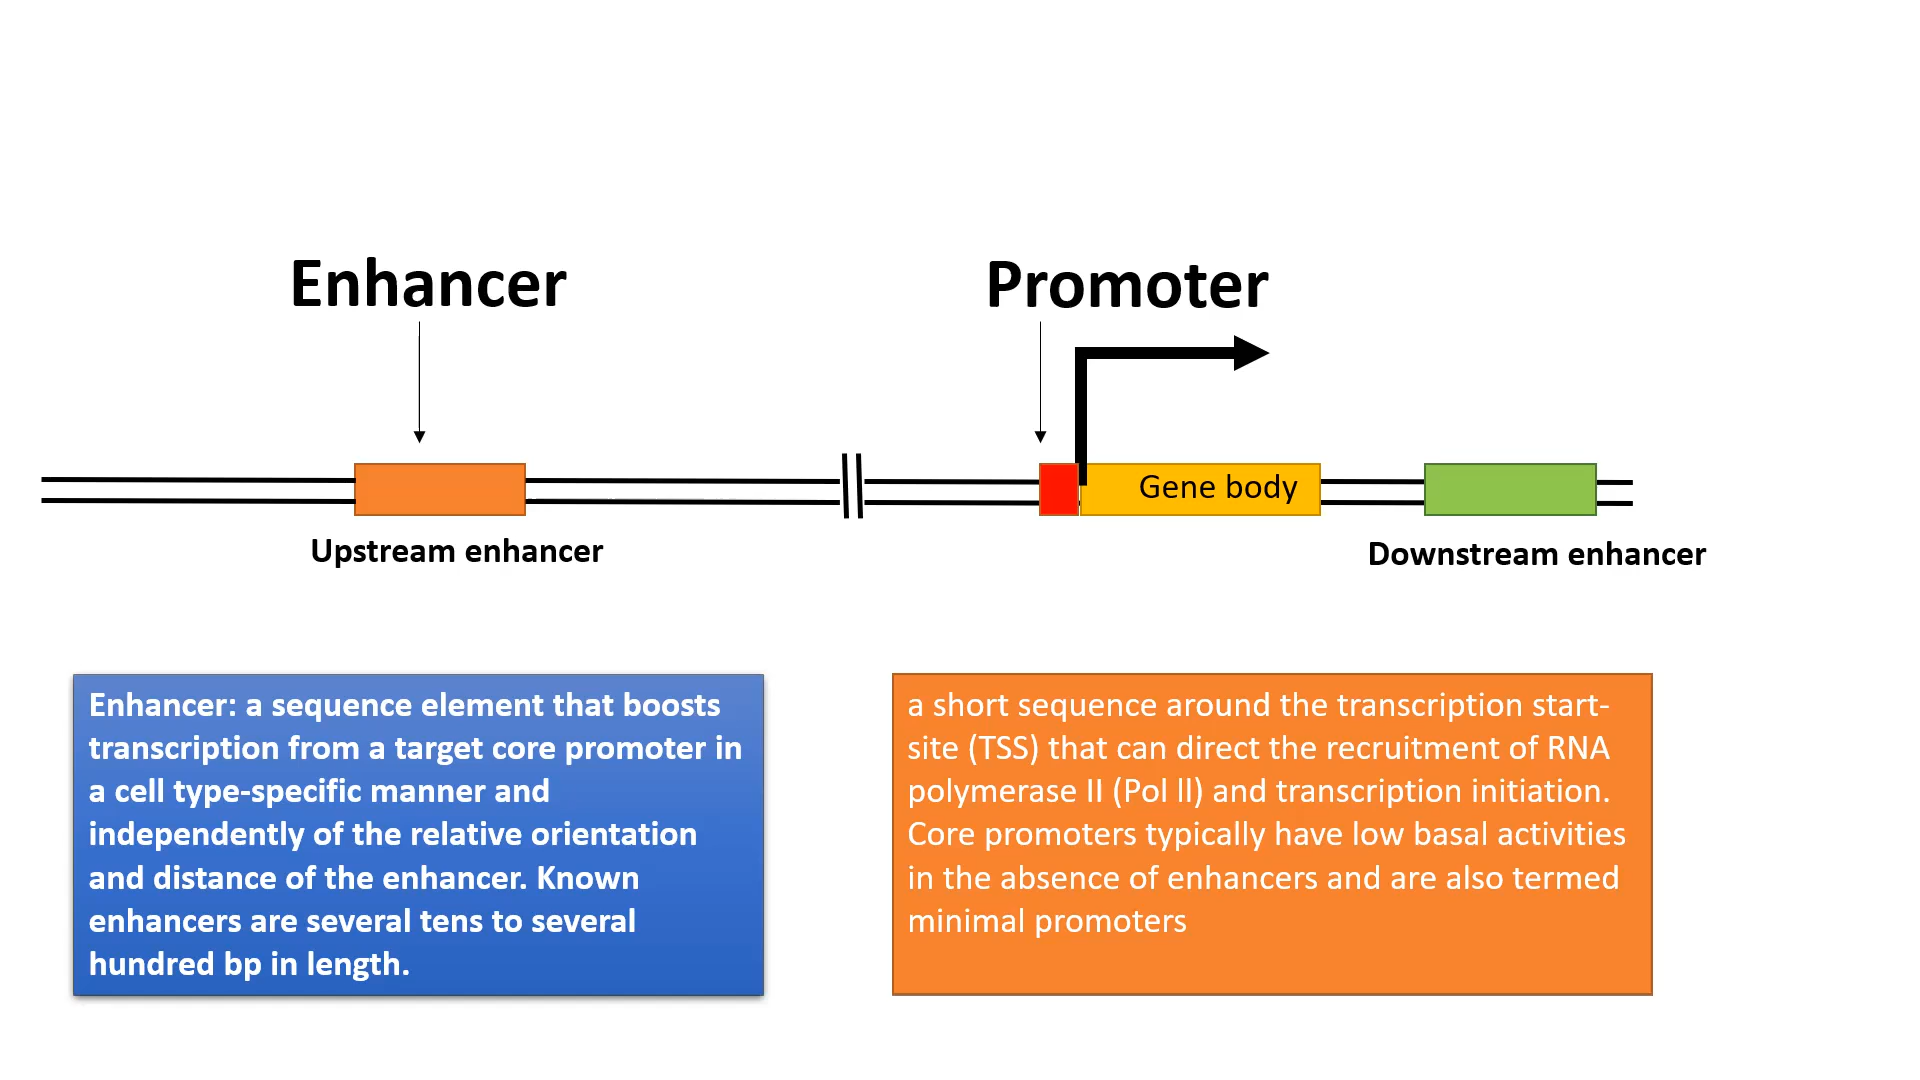 Enhancer
Promoter
Gene body
Upstream enhancer
Downstream enhancer
Enhancer: a sequence element that boosts
transcription from a target core promoter in
a cell type-specific manner and
independently of the relative orientation
and distance of the enhancer. Known
enhancers are several tens to several
hundred bp in length.
a short sequence around the transcription start-
site (TSS) that can direct the recruitment of RNA
polymerase II (Pol ll) and transcription initiation.
Core promoters typically have low basal activities
in the absence of enhancers and are also termed
minimal promoters